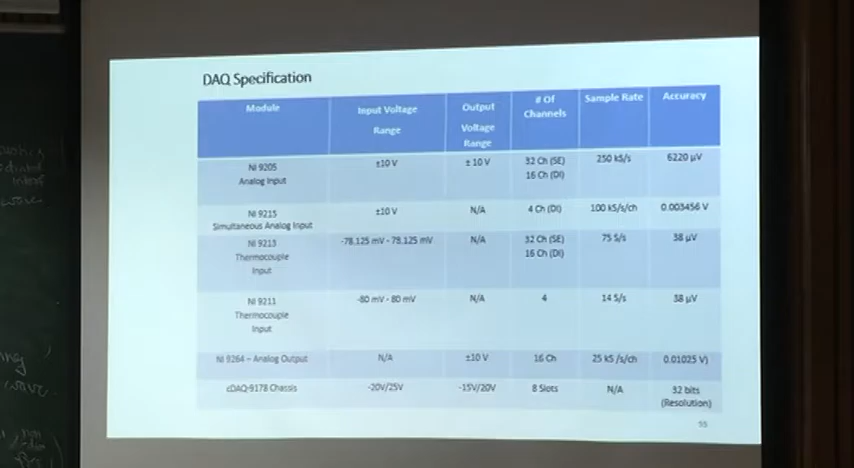 DAQ Specification
Module
Input Voltage
Range
Output
Voltage
Range
# Of
Channels
Sample Rate
Accuracy
NI 9205
Analog Input
±10 V
± 10 V
32 Ch (SE)
16 Ch (DI)
250 kS/s
6220 µV
NI 9215
Simultaneous Analog Input
±10 V
N/A
4 Ch (DI)
100 kS/s/ch
0.003456 V
NI 9213
Thermocouple
Input
-78.125 mV - 78.125 mV
N/A
32 Ch (SE)
16 Ch (DI)
75 S/s
38 µV
NI 9211
Thermocouple
Input
-80 mV - 80 mV
N/A
4
14 S/s
38 µV
NI 9264 – Analog Output
N/A
±10 V
16 Ch
25 kS /s/ch
0.01025 V)
cDAQ-9178 Chassis
-20V/25V
-15V/20V
8 Slots
N/A
32 bits
(Resolution)
55
wave